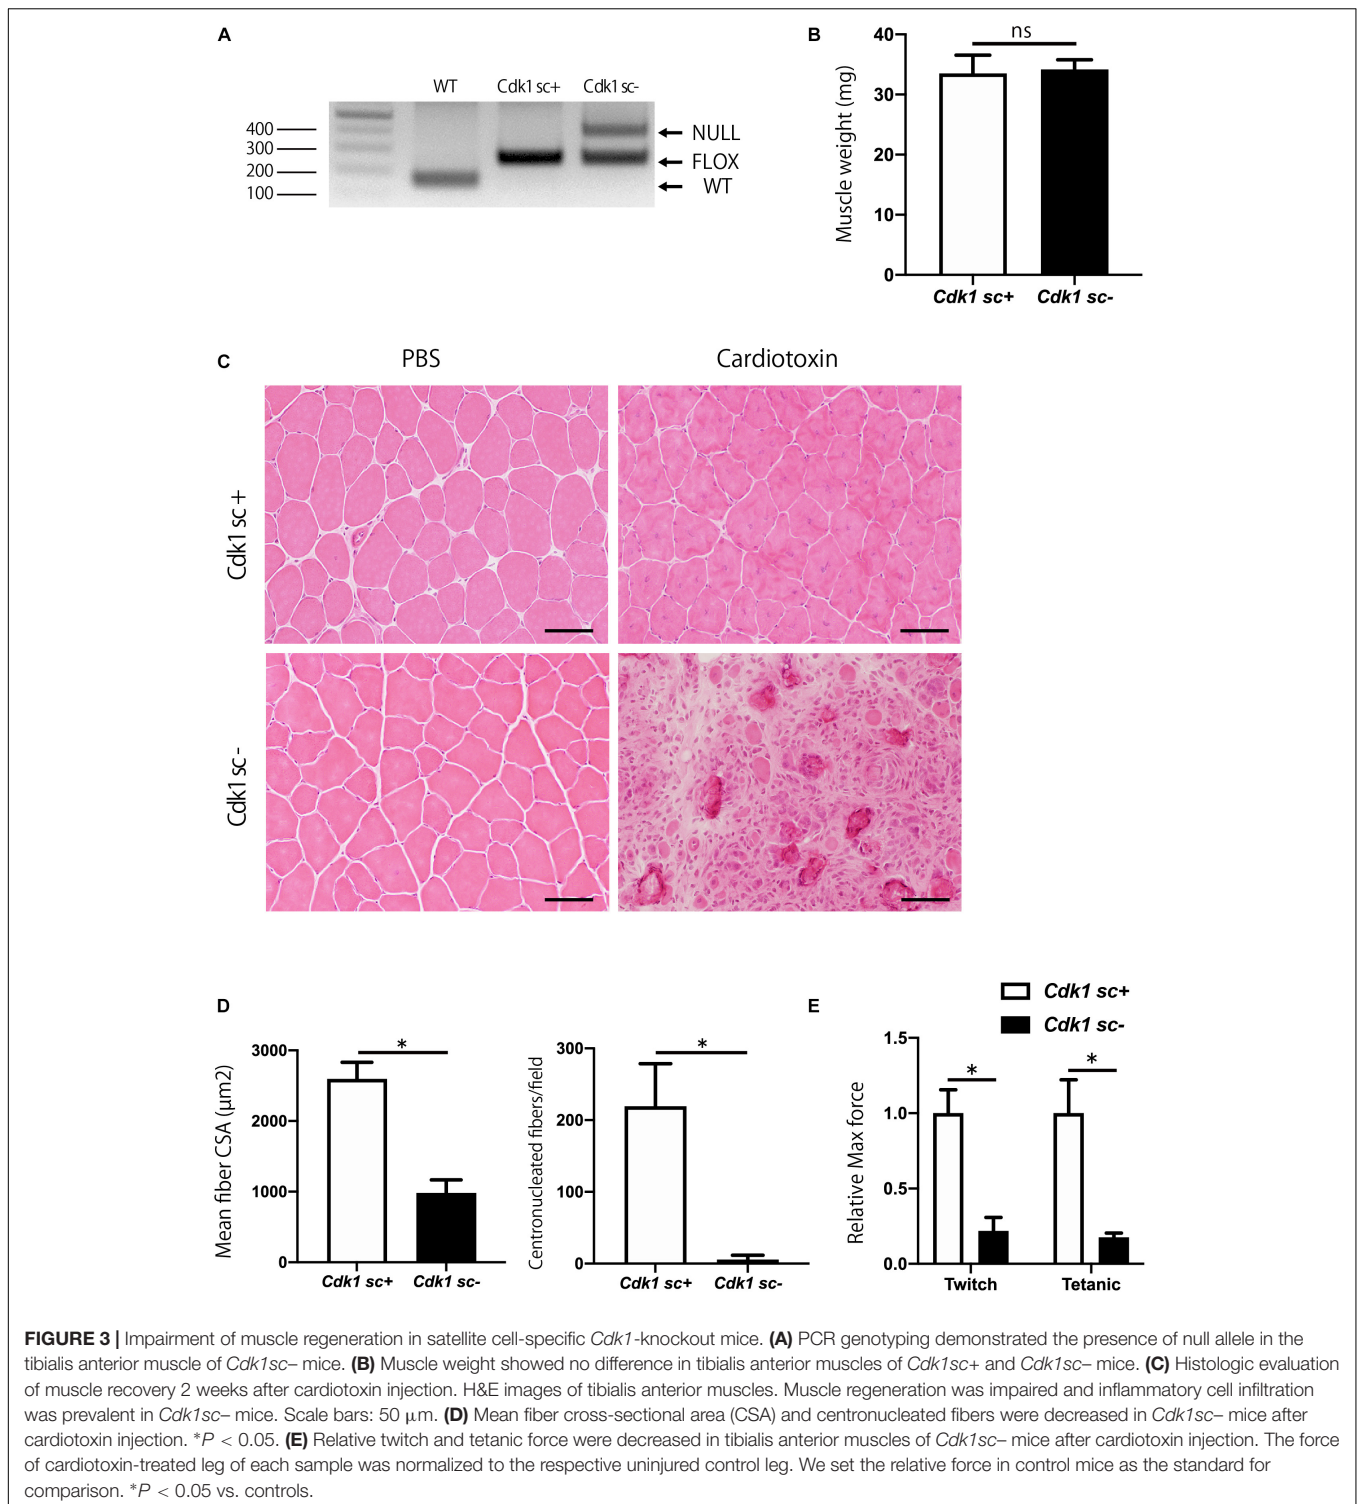 A
WT Cdk1 sc+ Cdk1 sc-
400
300
200
100
NULL
FLOX
WT
B
ns
Muscle weight (mg)
40
30
20
10
0
Cdk1 sc+ Cdk1 sc-
C
PBS Cardiotoxin
Cdk1 sc+
Cdk1 sc-
D
Mean fiber CSA (μm2)
3000
2000
1000
0
*
Cdk1 sc+ Cdk1 sc-
Centronucleated fibers/field
300
200
100
0
*
Cdk1 sc+ Cdk1 sc-
E
Cdk1 sc+
Cdk1 sc-
Relative Max force
1.5
1.0
0.5
0.0
* *
Twitch Tetanic
FIGURE 3 | Impairment of muscle regeneration in satellite cell-specific Cdk1-knockout mice. (A) PCR genotyping demonstrated the presence of null allele in the
tibialis anterior muscle of Cdk1sc– mice. (B) Muscle weight showed no difference in tibialis anterior muscles of Cdk1sc+ and Cdk1sc– mice. (C) Histologic evaluation
of muscle recovery 2 weeks after cardiotoxin injection. H&E images of tibialis anterior muscles. Muscle regeneration was impaired and inflammatory cell infiltration
was prevalent in Cdk1sc– mice. Scale bars: 50 μm. (D) Mean fiber cross-sectional area (CSA) and centronucleated fibers were decreased in Cdk1sc– mice after
cardiotoxin injection. *P < 0.05. (E) Relative twitch and tetanic force were decreased in tibialis anterior muscles of Cdk1sc– mice after cardiotoxin injection. The force
of cardiotoxin-treated leg of each sample was normalized to the respective uninjured control leg. We set the relative force in control mice as the standard for
comparison. *P < 0.05 vs. controls.